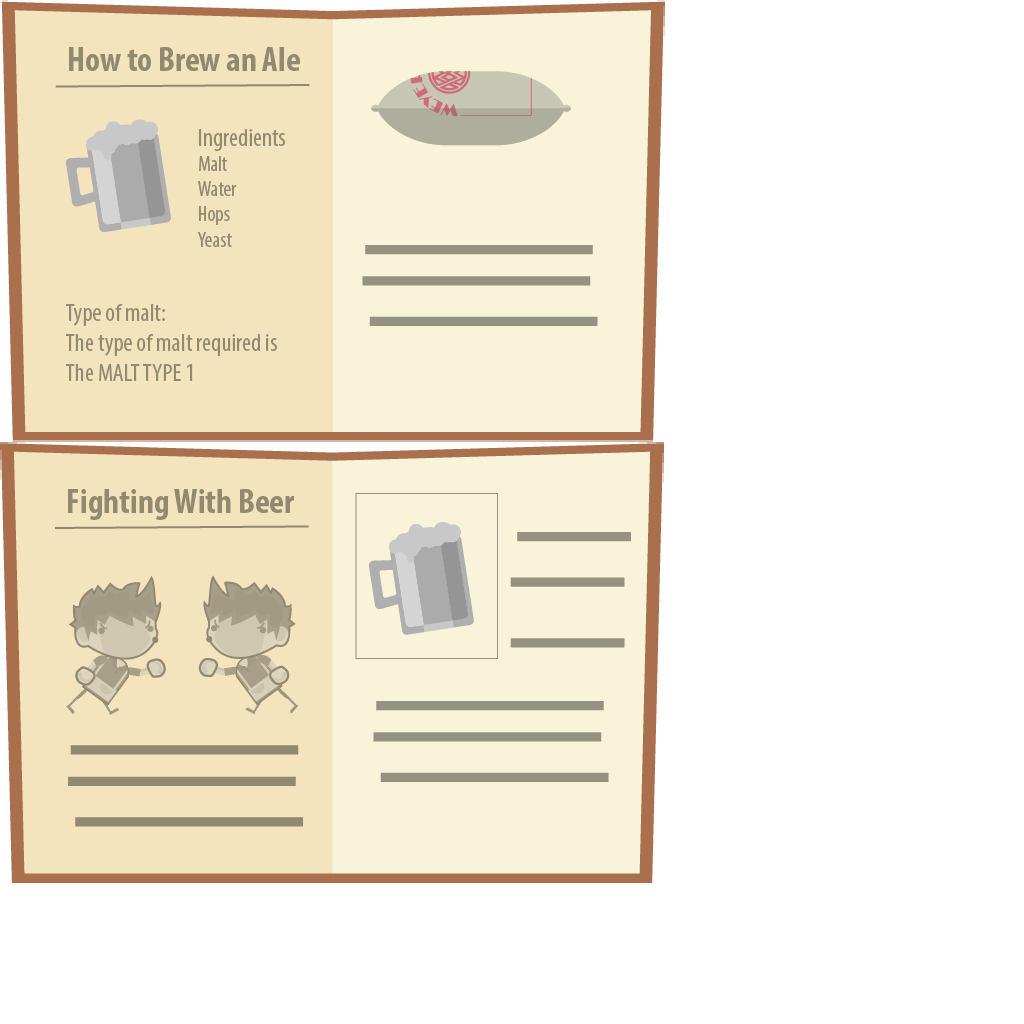 How to Brew an Ale
Ingredients
Malt
Water
Hops
Yeast
Type of malt:
The type of malt required is
The MALT TYPE 1
Fighting With Beer